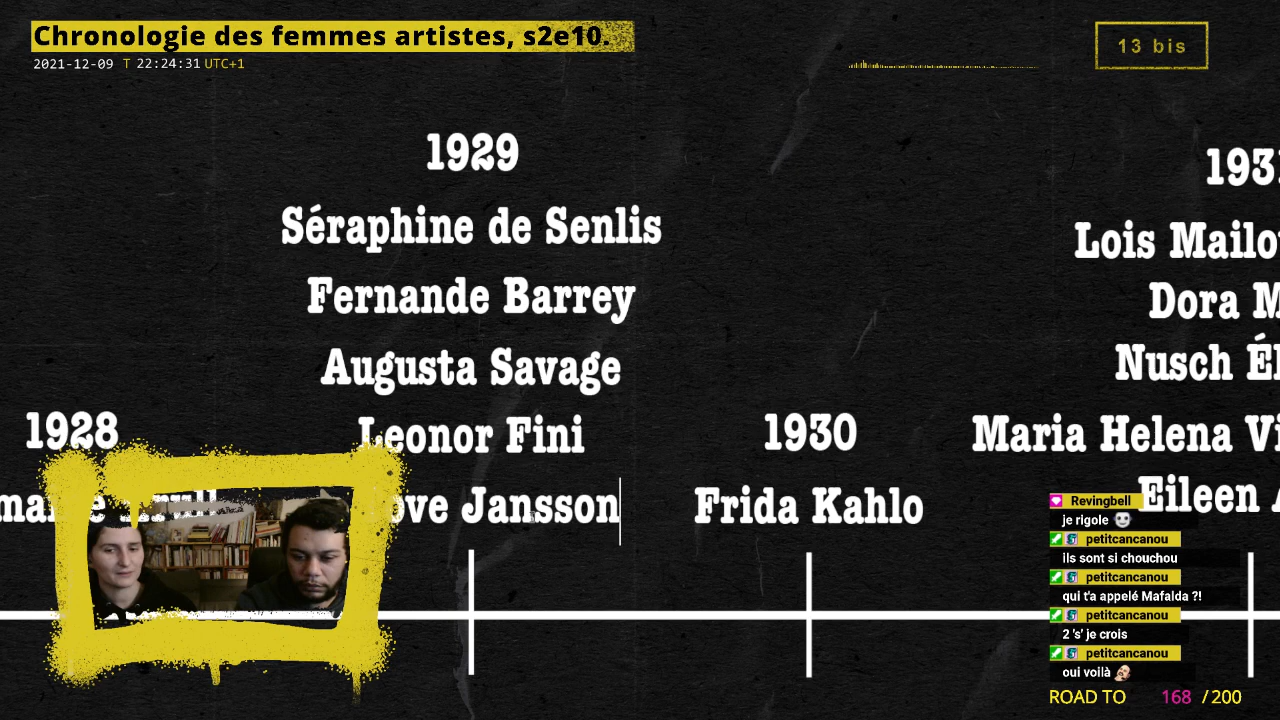 Chronologie des femmes artistes, s2e10.
2021-12-09 T 22:24:31 UTC+1
13 bis
1929
Séraphine de Senlis
Fernande Barrey
Augusta Savage
Leonor Fini
ove Jansson
1928
1930
Frida Kahlo
1931
Lois Mailo
Dora M
Nusch Él
Maria Helena Vi
Eileen A
Revingbell
je rigole
petitcancanou
ils sont si chouchou
petitcancanou
qui t'a appelé Mafalda ?!
petitcancanou
2 's' je crois
petitcancanou
oui voilà
ROAD TO 168 / 200